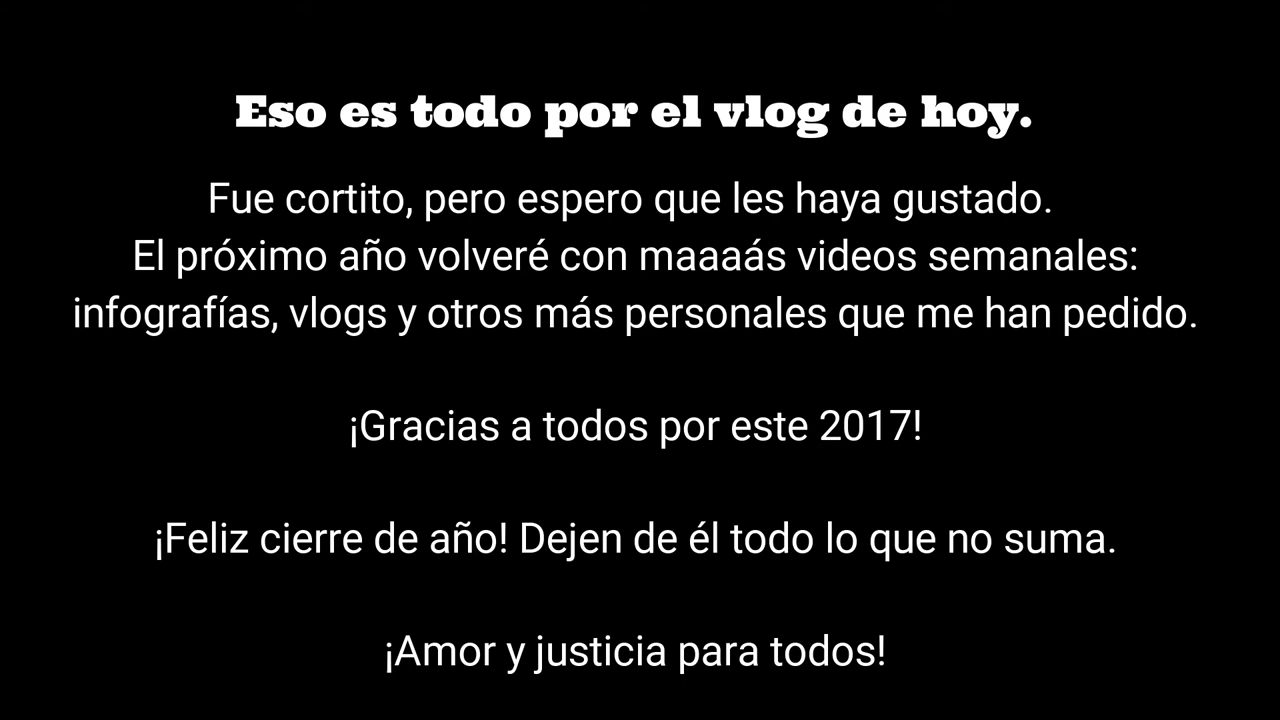 Eso es todo por el vlog de hoy.
Fue cortito, pero espero que les haya gustado.
El próximo año volveré con maaaás videos semanales:
infografías, vlogs y otros más personales que me han pedido.
¡Gracias a todos por este 2017!
¡Feliz cierre de año! Dejen de él todo lo que no suma.
¡Amor y justicia para todos!